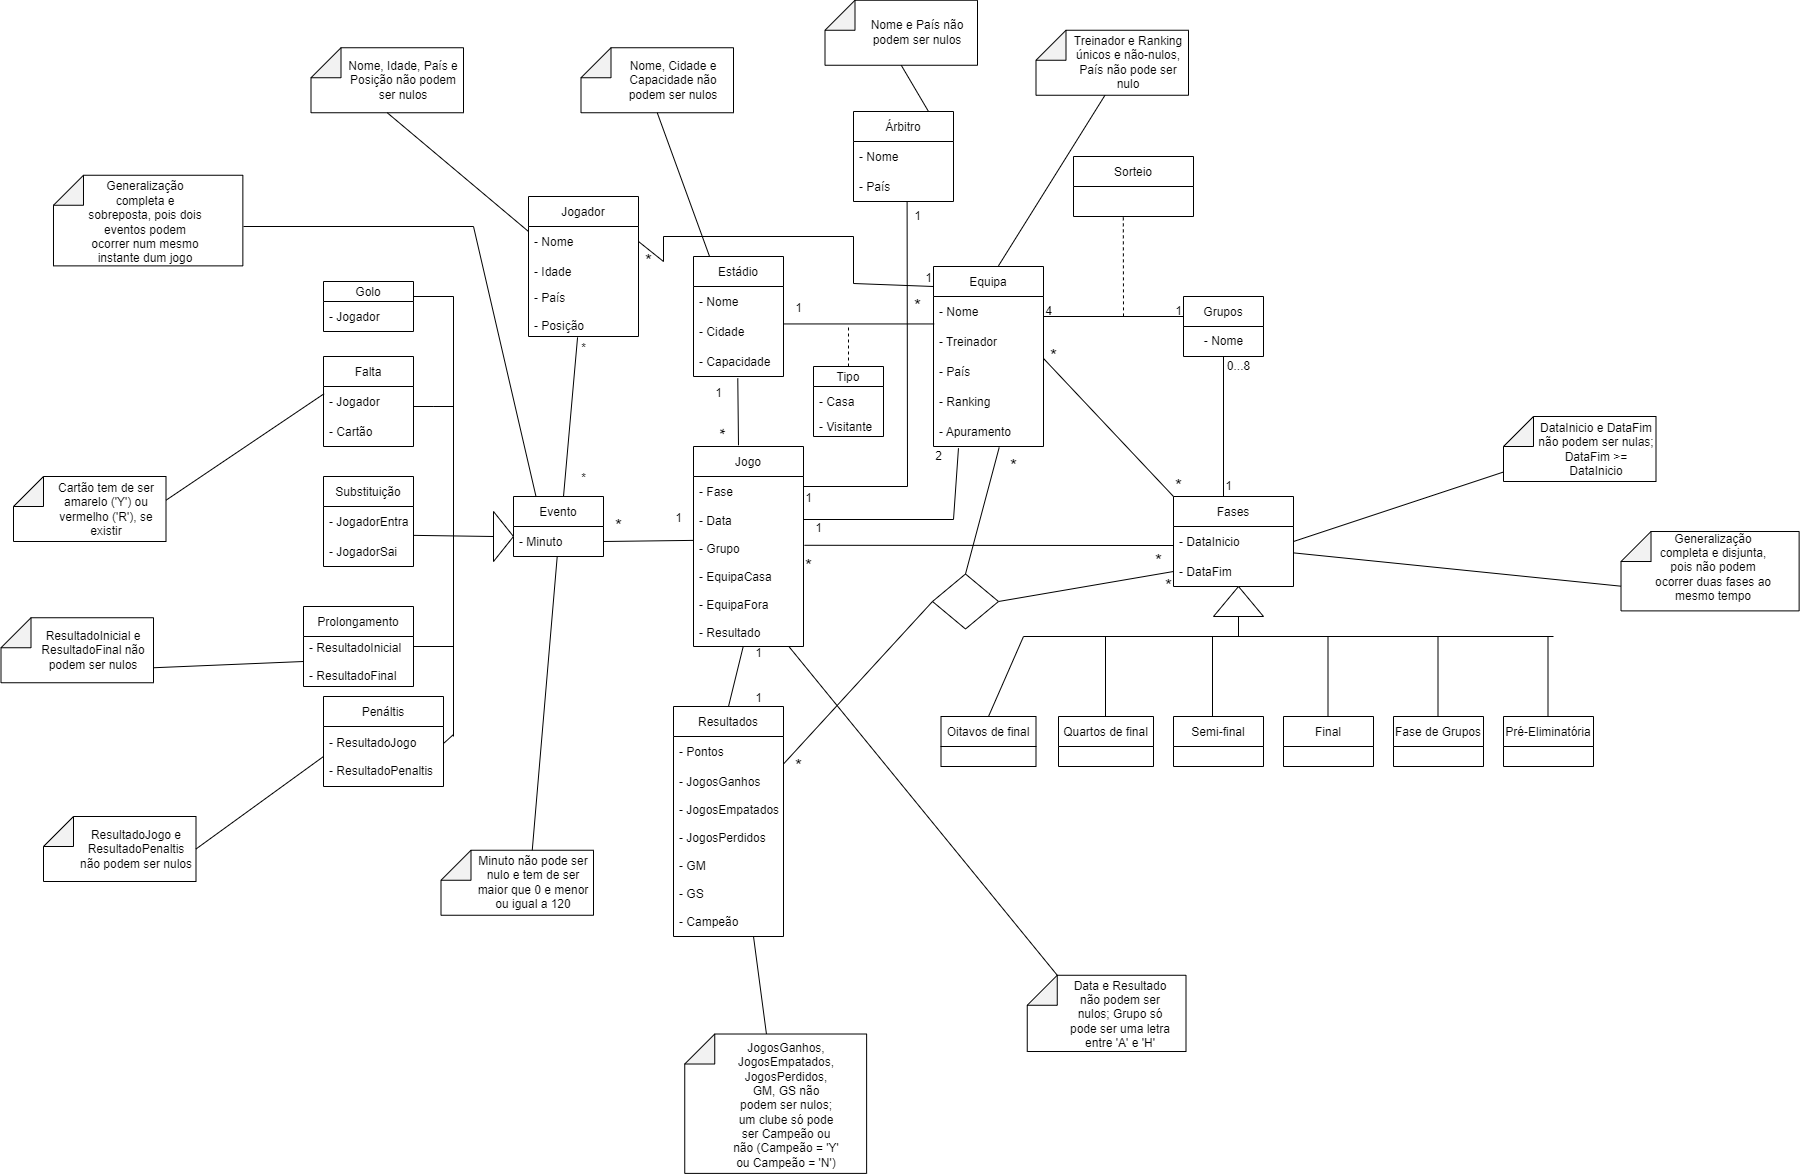 Nome e País não
podem ser nulos
Treinador e Ranking
únicos e não-nulos,
País não pode ser
nulo
Nome, Idade, País e
Posição não podem
ser nulos
Nome, Cidade e
Capacidade não
podem ser nulos
Árbitro
- Nome
- País
1
Sorteio
Generalização
completa e
sobreposta, pois dois
eventos podem
ocorrer num mesmo
instante dum jogo
Jogador
- Nome
- Idade
- País
- Posição
*
*
Estádio
- Nome
- Cidade
- Capacidade
1
1
Equipa
- Nome
- Treinador
- País
- Ranking
- Apuramento
1
*
4
*
2
*
Grupos
- Nome
1
0...8
Tipo
- Casa
- Visitante
Golo
- Jogador
Falta
- Jogador
- Cartão
Cartão tem de ser
amarelo ('Y') ou
vermelho ('R'), se
existir
Substituição
- JogadorEntra
- JogadorSai
Evento
- Minuto
*
*
1
Jogo
- Fase
- Data
- Grupo
- EquipaCasa
- EquipaFora
- Resultado
*
1
1
*
1
Fases
- DataInicio
- DataFim
*
1
*
*
DataInicio e DataFim
não podem ser nulas;
DataFim >=
DataInicio
Generalização
completa e disjunta,
pois não podem
ocorrer duas fases ao
mesmo tempo
Prolongamento
- ResultadoInicial
- ResultadoFinal
ResultadoInicial e
ResultadoFinal não
podem ser nulos
Penáltis
- ResultadoJogo
- ResultadoPenaltis
ResultadoJogo e
ResultadoPenaltis
não podem ser nulos
1
Resultados
- Pontos
- JogosGanhos
- JogosEmpatados
- JogosPerdidos
- GM
- GS
- Campeão
*
Oitavos de final
Quartos de final
Semi-final
Final
Fase de Grupos
Pré-Eliminatória
Minuto não pode ser
nulo e tem de ser
maior que 0 e menor
ou igual a 120
Data e Resultado
não podem ser
nulos; Grupo só
pode ser uma letra
entre 'A' e 'H'
JogosGanhos,
JogosEmpatados,
JogosPerdidos,
GM, GS não
podem ser nulos;
um clube só pode
ser Campeão ou
não (Campeão = 'Y'
ou Campeão = 'N')